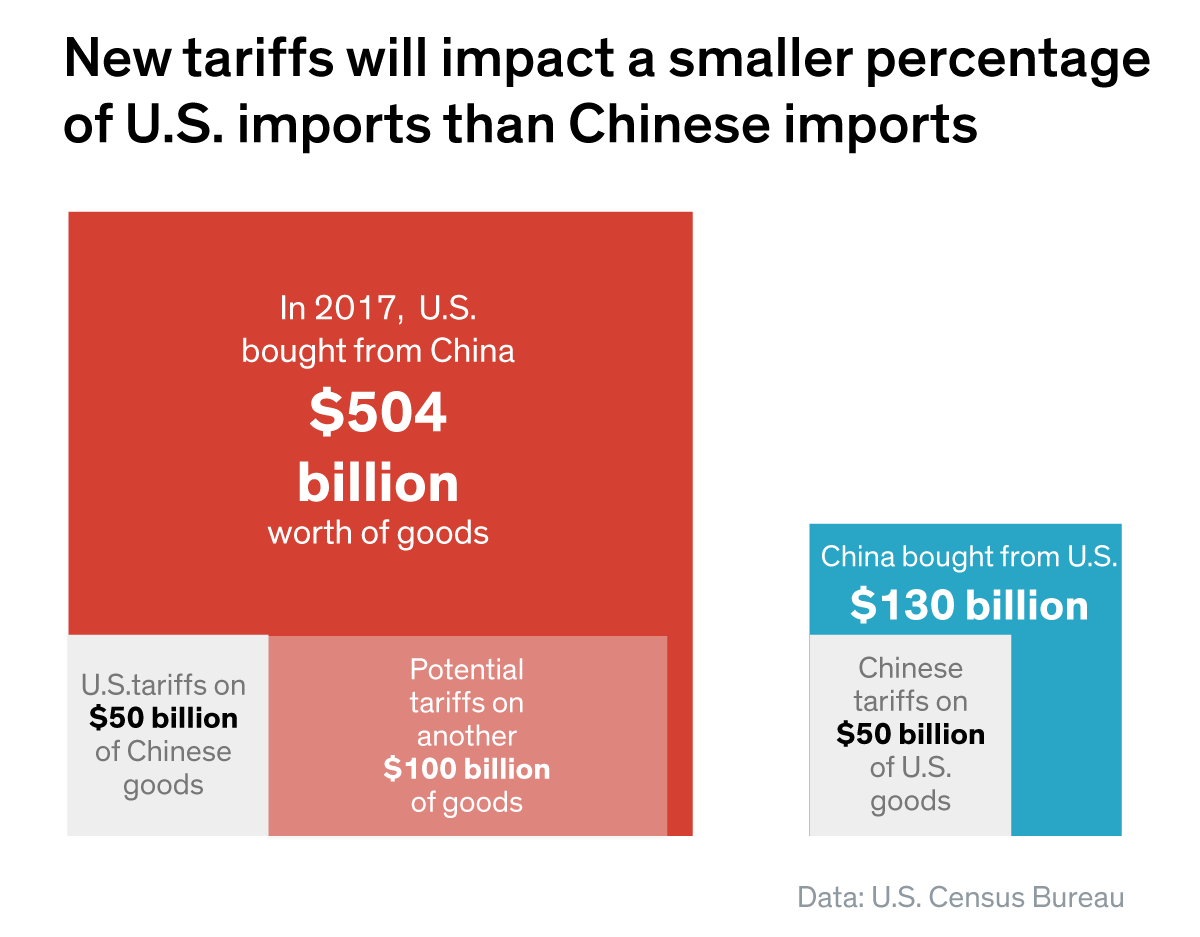 New tariffs will impact a smaller percentage
of U.S. imports than Chinese imports
In 2017, U.S.
bought from China
$504
billion
worth of goods
U.S.tariffs on
$50 billion
of Chinese
goods
Potential
tariffs on
another
$100 billion
of goods
China bought from U.S.
$130 billion
Chinese
tariffs on
$50 billion
of U.S.
goods
Data: U.S. Census Bureau